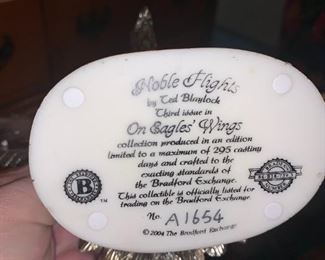 Noble Flights
by Ted Blaylock
Third issue in
On Eagles' Wings
collection produced in an edition
limited to a maximum of 295 casting
days and crafted to the
exacting standards of
the Bradford Exchange.
This collectible is officially listed for
trading on the Bradford Exchange.
B
TM
No. A1654
©2004 The Bradford Exchange